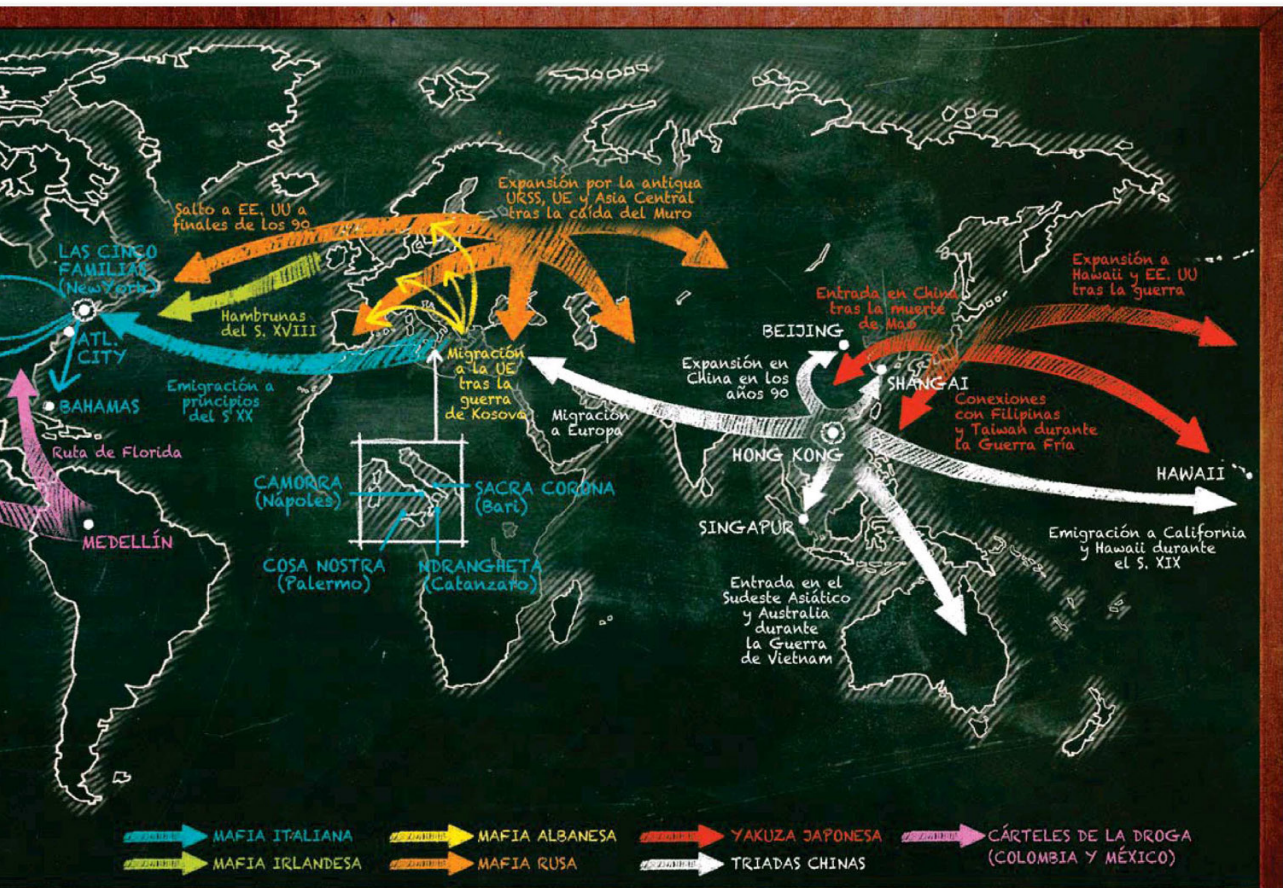 Salto a EE. UU a
finales de los 90
LAS CINCO
FAMILIAS
(New York)
Hambrunas
del S. XVIII
ATL.
CITY
BAHAMAS
Emigración a
principios
del S XX
Ruta de Florida
MEDELLÍN
Expansión por la antigua
URSS, UE y Asia Central
tras la caída del Muro
Migración
a la UE
tras la
guerra
de Kosovo
CAMORRA
(Nápoles)
SACRA CORONA
(Bari)
COSA NOSTRA
(Palermo)
NDRANGHETA
(Catanzaro)
Migración
a Europa
Expansión en
China en los
años 90
Entrada en China
tras la muerte
de Mao
BEIJING
SHANGAI
HONG KONG
SINGAPUR
Expansión a
Hawaii y EE. UU
tras la guerra
Conexiones
con Filipinas
y Taiwan durante
la Guerra Fría
HAWAII
Emigración a California
y Hawaii durante
el S. XIX
Entrada en el
Sudeste Asiático
y Australia
durante
la Guerra
de Vietnam
MAFIA ITALIANA
MAFIA IRLANDESA
MAFIA ALBANESA
MAFIA RUSA
YAKUZA JAPONESA
TRIADAS CHINAS
CÁRTELES DE LA DROGA
(COLOMBIA Y MÉXICO)